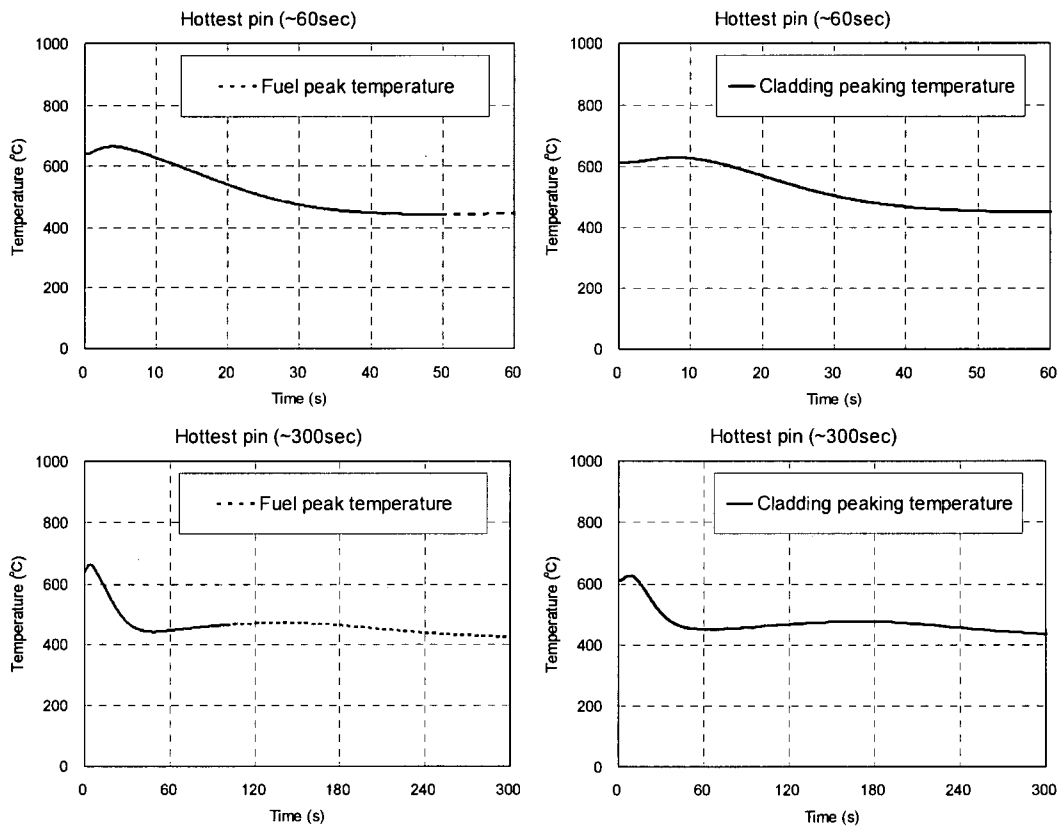 Hottest pin (~60sec)
1000
800
600
400
200
0
Temperature (°C)
Fuel peak temperature
0 10 20 30 40 50 60
Time (s)
Hottest pin (~60sec)
1000
800
600
400
200
0
Temperature (°C)
Cladding peaking temperature
0 10 20 30 40 50 60
Time (s)
Hottest pin (~300sec)
1000
800
600
400
200
0
Temperature (°C)
Fuel peak temperature
0 60 120 180 240 300
Time (s)
Hottest pin (~300sec)
1000
800
600
400
200
0
Temperature (°C)
Cladding peaking temperature
0 60 120 180 240 300
Time (s)